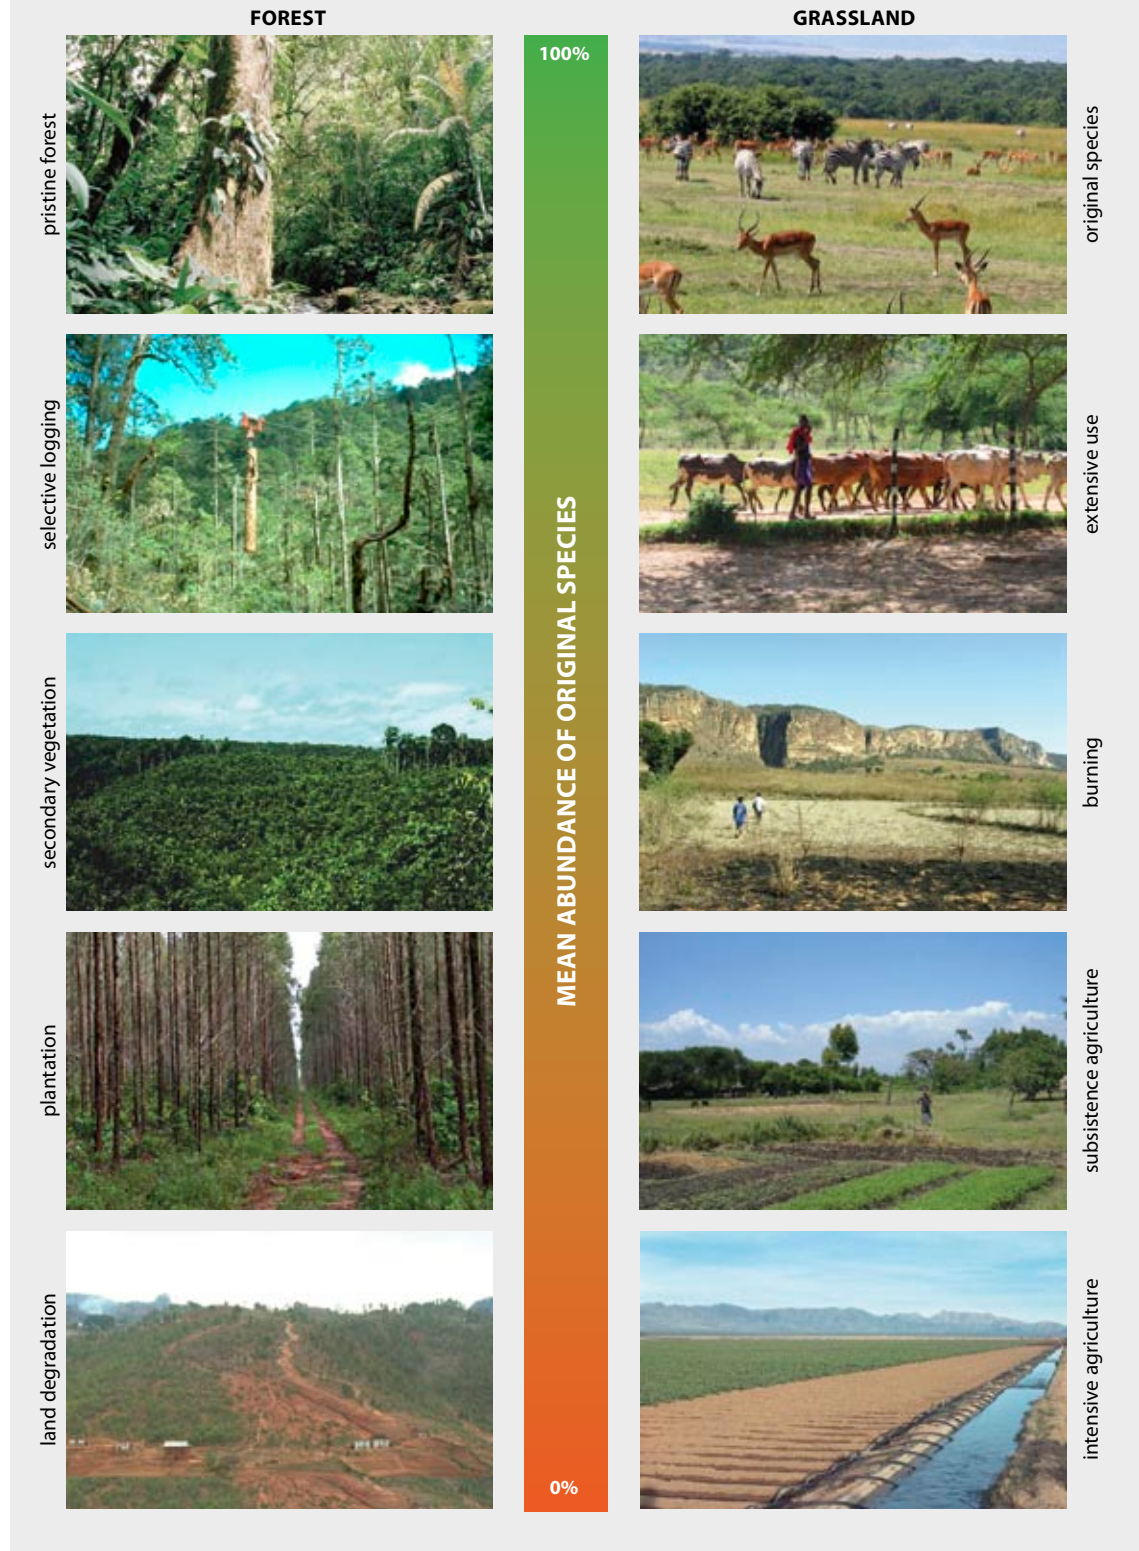 FOREST
GRASSLAND
100%
pristine forest
original species
selective logging
extensive use
MEAN ABUNDANCE OF ORIGINAL SPECIES
secondary vegetation
burning
plantation
subsistence agriculture
land degradation
intensive agriculture
0%